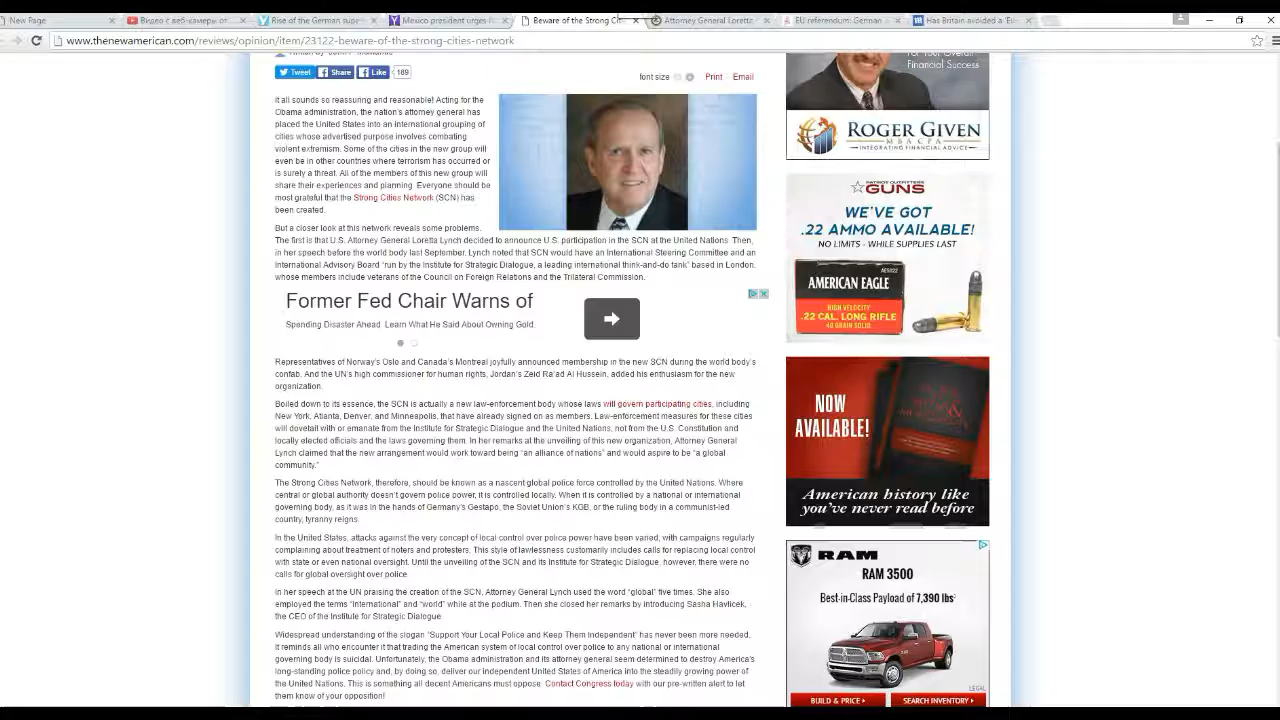 New Page
Видео с веб-камеры от
Rise of the German supe
Mexico president urges
Beware of the Strong Ci
Attorney General Loretta
EU referendum: German
Has Britain avoided a 'Eu
www.thenewamerican.com/reviews/opinion/item/23122-beware-of-the-strong-cities-network
Tweet
Share
Like
189
font size
Print
Email
It all sounds so reassuring and reasonable! Acting for the
Obama administration, the nation's attorney general has
placed the United States into an international grouping of
cities whose advertised purpose involves combating
violent extremism. Some of the cities in the new group will
even be in other countries where terrorism has occurred or
is surely a threat. All of the members of this new group will
share their experiences and planning. Everyone should be
most grateful that the Strong Cities Network (SCN) has
been created.
But a closer look at this network reveals some problems.
The first is that U.S. Attorney General Loretta Lynch decided to announce U.S. participation in the SCN at the United Nations. Then,
in her speech before the world body last September, Lynch noted that SCN would have an International Steering Committee and an
International Advisory Board "run by the Institute for Strategic Dialogue, a leading international think-and-do tank" based in London,
whose members include veterans of the Council on Foreign Relations and the Trilateral Commission.
Former Fed Chair Warns of
Spending Disaster Ahead. Learn What He Said About Owning Gold.
Representatives of Norway's Oslo and Canada's Montreal joyfully announced membership in the new SCN during the world body's
confab. And the UN's high commissioner for human rights, Jordan's Zeid Ra'ad Al Hussein, added his enthusiasm for the new
organization.
Boiled down to its essence, the SCN is actually a new law-enforcement body whose laws will govern participating cities, including
New York, Atlanta, Denver, and Minneapolis, that have already signed on as members. Law-enforcement measures for these cities
will dovetail with or emanate from the Institute for Strategic Dialogue and the United Nations, not from the U.S. Constitution and
locally elected officials and the laws governing them. In her remarks at the unveiling of this new organization, Attorney General
Lynch claimed that the new arrangement would work toward being "an alliance of nations" and would aspire to be "a global
community."
The Strong Cities Network, therefore, should be known as a nascent global police force controlled by the United Nations. Where
central or global authority doesn't govern police power, it is controlled locally. When it is controlled by a national or international
governing body, as it was in the hands of Germany's Gestapo, the Soviet Union's KGB, or the ruling body in a communist-led
country, tyranny reigns.
In the United States, attacks against the very concept of local control over police power have been varied, with campaigns regularly
complaining about treatment of rioters and protesters. This style of lawlessness customarily includes calls for replacing local control
with state or even national oversight. Until the unveiling of the SCN and its Institute for Strategic Dialogue, however, there were no
calls for global oversight over police.
In her speech at the UN praising the creation of the SCN, Attorney General Lynch used the word "global" five times. She also
employed the terms "international" and "world" while at the podium. Then she closed her remarks by introducing Sasha Havlicek,
the CEO of the Institute for Strategic Dialogue.
Widespread understanding of the slogan "Support Your Local Police and Keep Them Independent" has never been more needed.
It reminds all who encounter it that trading the American system of local control over police to any national or international
governing body is suicidal. Unfortunately, the Obama administration and its attorney general seem determined to destroy America's
long-standing police policy and, by doing so, deliver our independent United States of America into the steadily growing power of
the United Nations. This is something all decent Americans must oppose. Contact Congress today with our pre-written alert to let
them know of your opposition!
For Your Overall
Financial Success
ROGER GIVEN
MBA CPA
INTEGRATING FINANCIAL ADVICE
PATRIOT OUTFITTERS
GUNS
WE'VE GOT
.22 AMMO AVAILABLE!
NO LIMITS - WHILE SUPPLIES LAST
AMERICAN EAGLE
HIGH VELOCITY
.22 CAL. LONG RIFLE
40 GRAIN SOLID
NOW
AVAILABLE!
American history like
you've never read before
RAM
RAM 3500
Best-in-Class Payload of 7,390 lbs
LEGAL
BUILD & PRICE
SEARCH INVENTORY